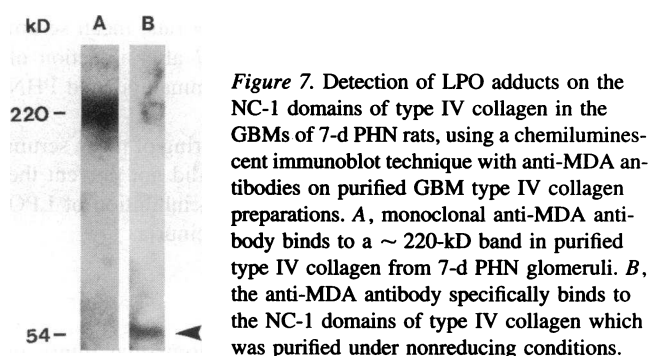 kD A B
220
54
Figure 7. Detection of LPO adducts on the
NC-1 domains of type IV collagen in the
GBMs of 7-d PHN rats, using a chemilumines-
cent immunoblot technique with anti-MDA an-
tibodies on purified GBM type IV collagen
preparations. A, monoclonal anti-MDA anti-
body binds to a ~ 220-kD band in purified
type IV collagen from 7-d PHN glomeruli. B,
the anti-MDA antibody specifically binds to
the NC-1 domains of type IV collagen which
was purified under nonreducing conditions.